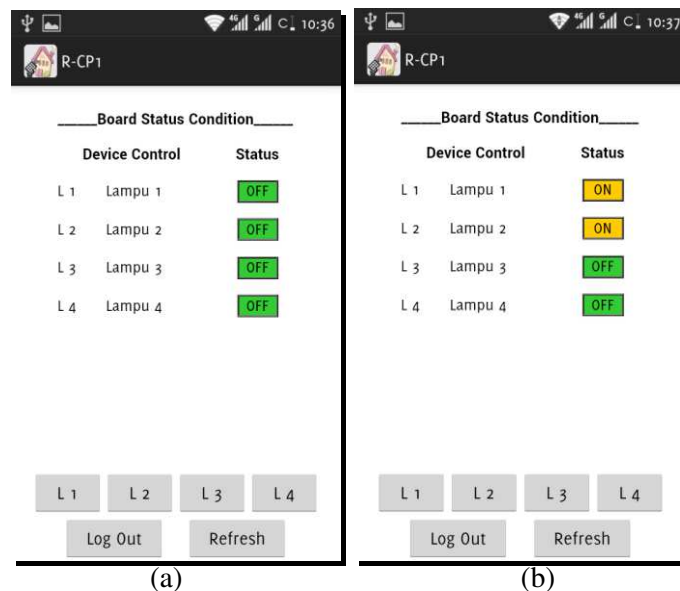 4G G 10:36
R-CP1
_____Board Status Condition_____
Device Control Status
L 1 Lampu 1 OFF
L 2 Lampu 2 OFF
L 3 Lampu 3 OFF
L 4 Lampu 4 OFF
L 1 L 2 L 3 L 4
Log Out Refresh
(a)
10:37
R-CP1
_____Board Status Condition_____
Device Control Status
L 1 Lampu 1 ON
L 2 Lampu 2 ON
L 3 Lampu 3 OFF
L 4 Lampu 4 OFF
L 1 L 2 L 3 L 4
Log Out Refresh
(b)